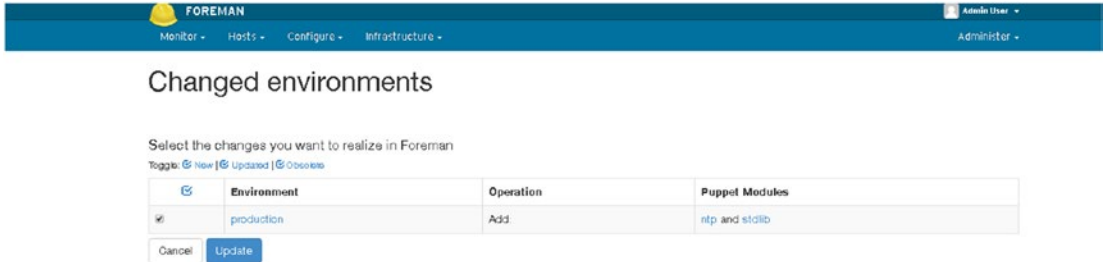 FOREMAN Admin User
Monitor Hosts Configure Infrastructure Administer
Changed environments
Select the changes you want to realize in Foreman
Toggle: New | Updated | Obsolete
Environment Operation Puppet Modules
production Add: ntp and stdlib
Cancel Update